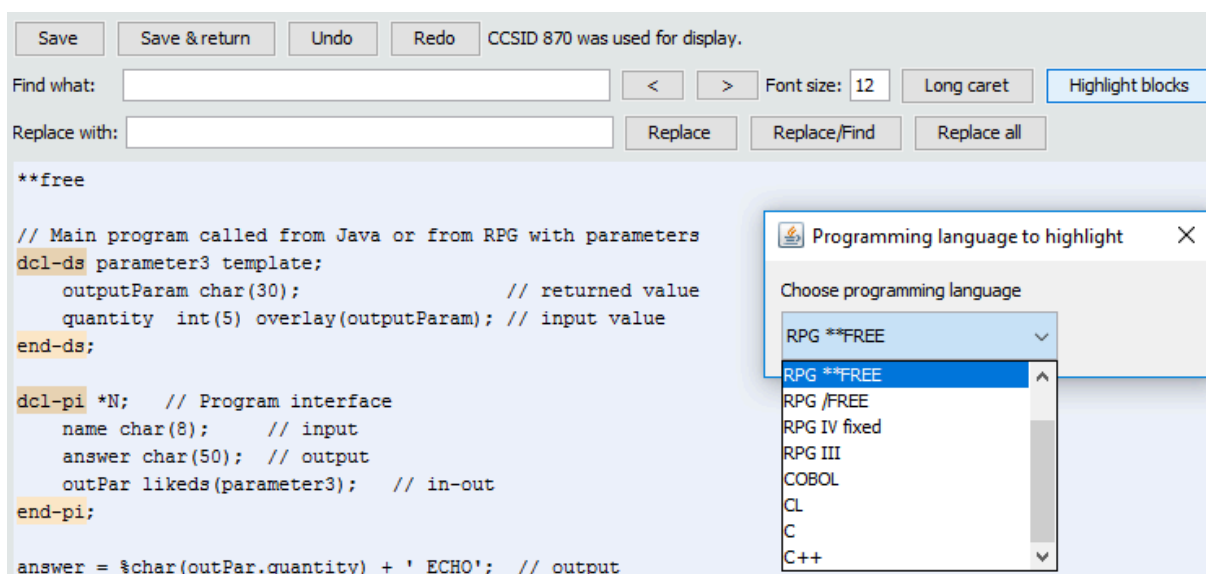 Save Save & return Undo Redo CCSID 870 was used for display.
Find what: < > Font size: 12 Long caret Highlight blocks
Replace with: Replace Replace/Find Replace all
**free
// Main program called from Java or from RPG with parameters
dcl-ds parameter3 template;
    outputParam char(30);                  // returned value
    quantity  int(5) overlay(outputParam); // input value
end-ds;
dcl-pi *N;   // Program interface
    name char(8);     // input
    answer char(50);  // output
    outPar likeds(parameter3);   // in-out
end-pi;
answer = %char(outPar.quantity) + ' ECHO';  // output
Programming language to highlight
Choose programming language
RPG **FREE
RPG **FREE
RPG /FREE
RPG IV fixed
RPG III
COBOL
CL
C
C++